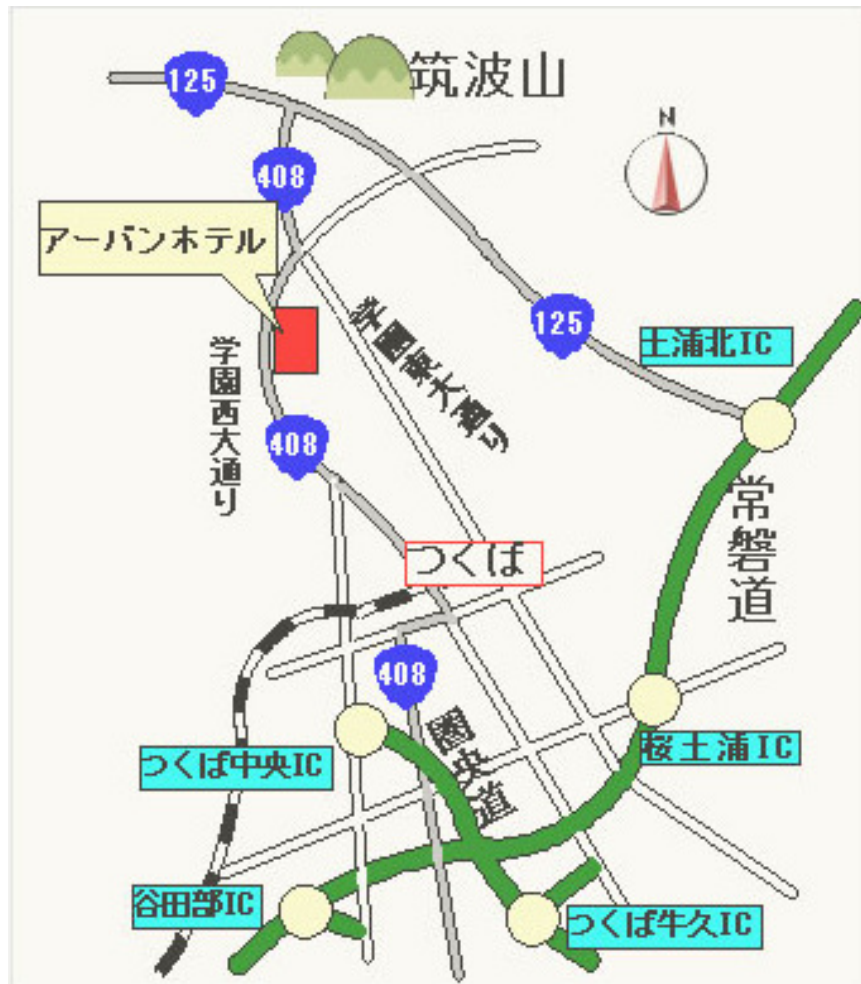 筑波山
125
N
408
アーバンホテル
125
土浦北IC
学園東大通り
学園西大通り
408
常磐道
つくば
408
圏央道
桜土浦IC
つくば中央IC
谷田部IC
つくば牛久IC